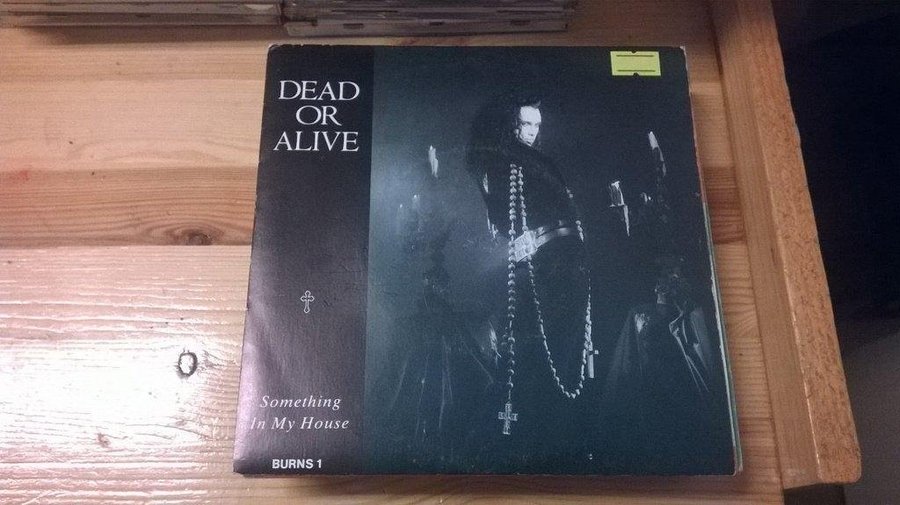 DEAD
OR
ALIVE
Something
In My House
BURNS 1